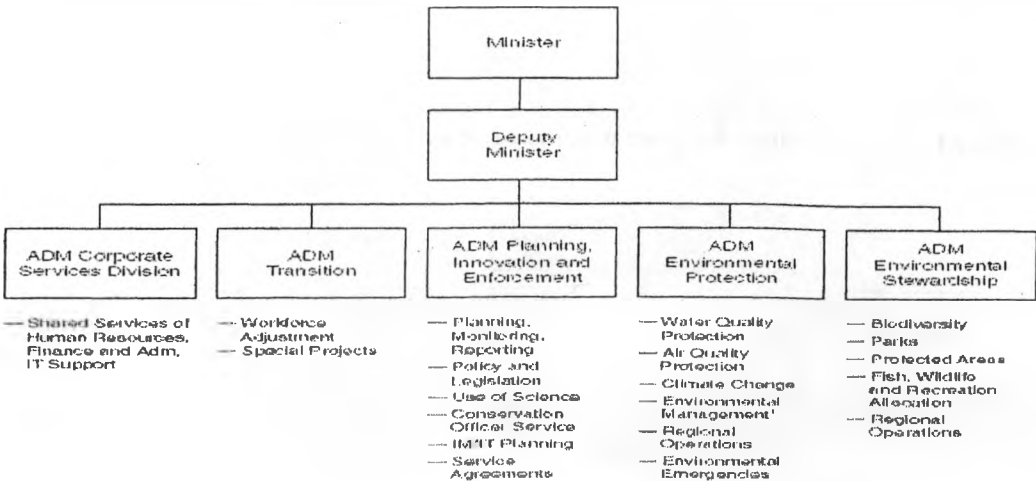 Minister
Deputy
Minister
ADM Corporate
Services Division
— Shared Services of
Human Resources,
Finance and Adm,
IT Support
ADM
Transition
— Workforce
Adjustment
— Special Projects
ADM Planning,
Innovation and
Enforcement
— Planning,
Monitoring,
Reporting
— Policy and
Legislation
— Use of Science
— Conservation
Officer Service
— IM/IT Planning
— Service
Agreements
ADM
Environmental
Protection
— Water Quality
Protection
— Air Quality
Protection
— Climate Change
— Environmental
Management¹
— Regional
Operations
— Environmental
Emergencies
ADM
Environmental
Stewardship
— Biodiversity
— Parks
— Protected Areas
— Fish, Wildlife
and Recreation
Allocation
— Regional
Operations